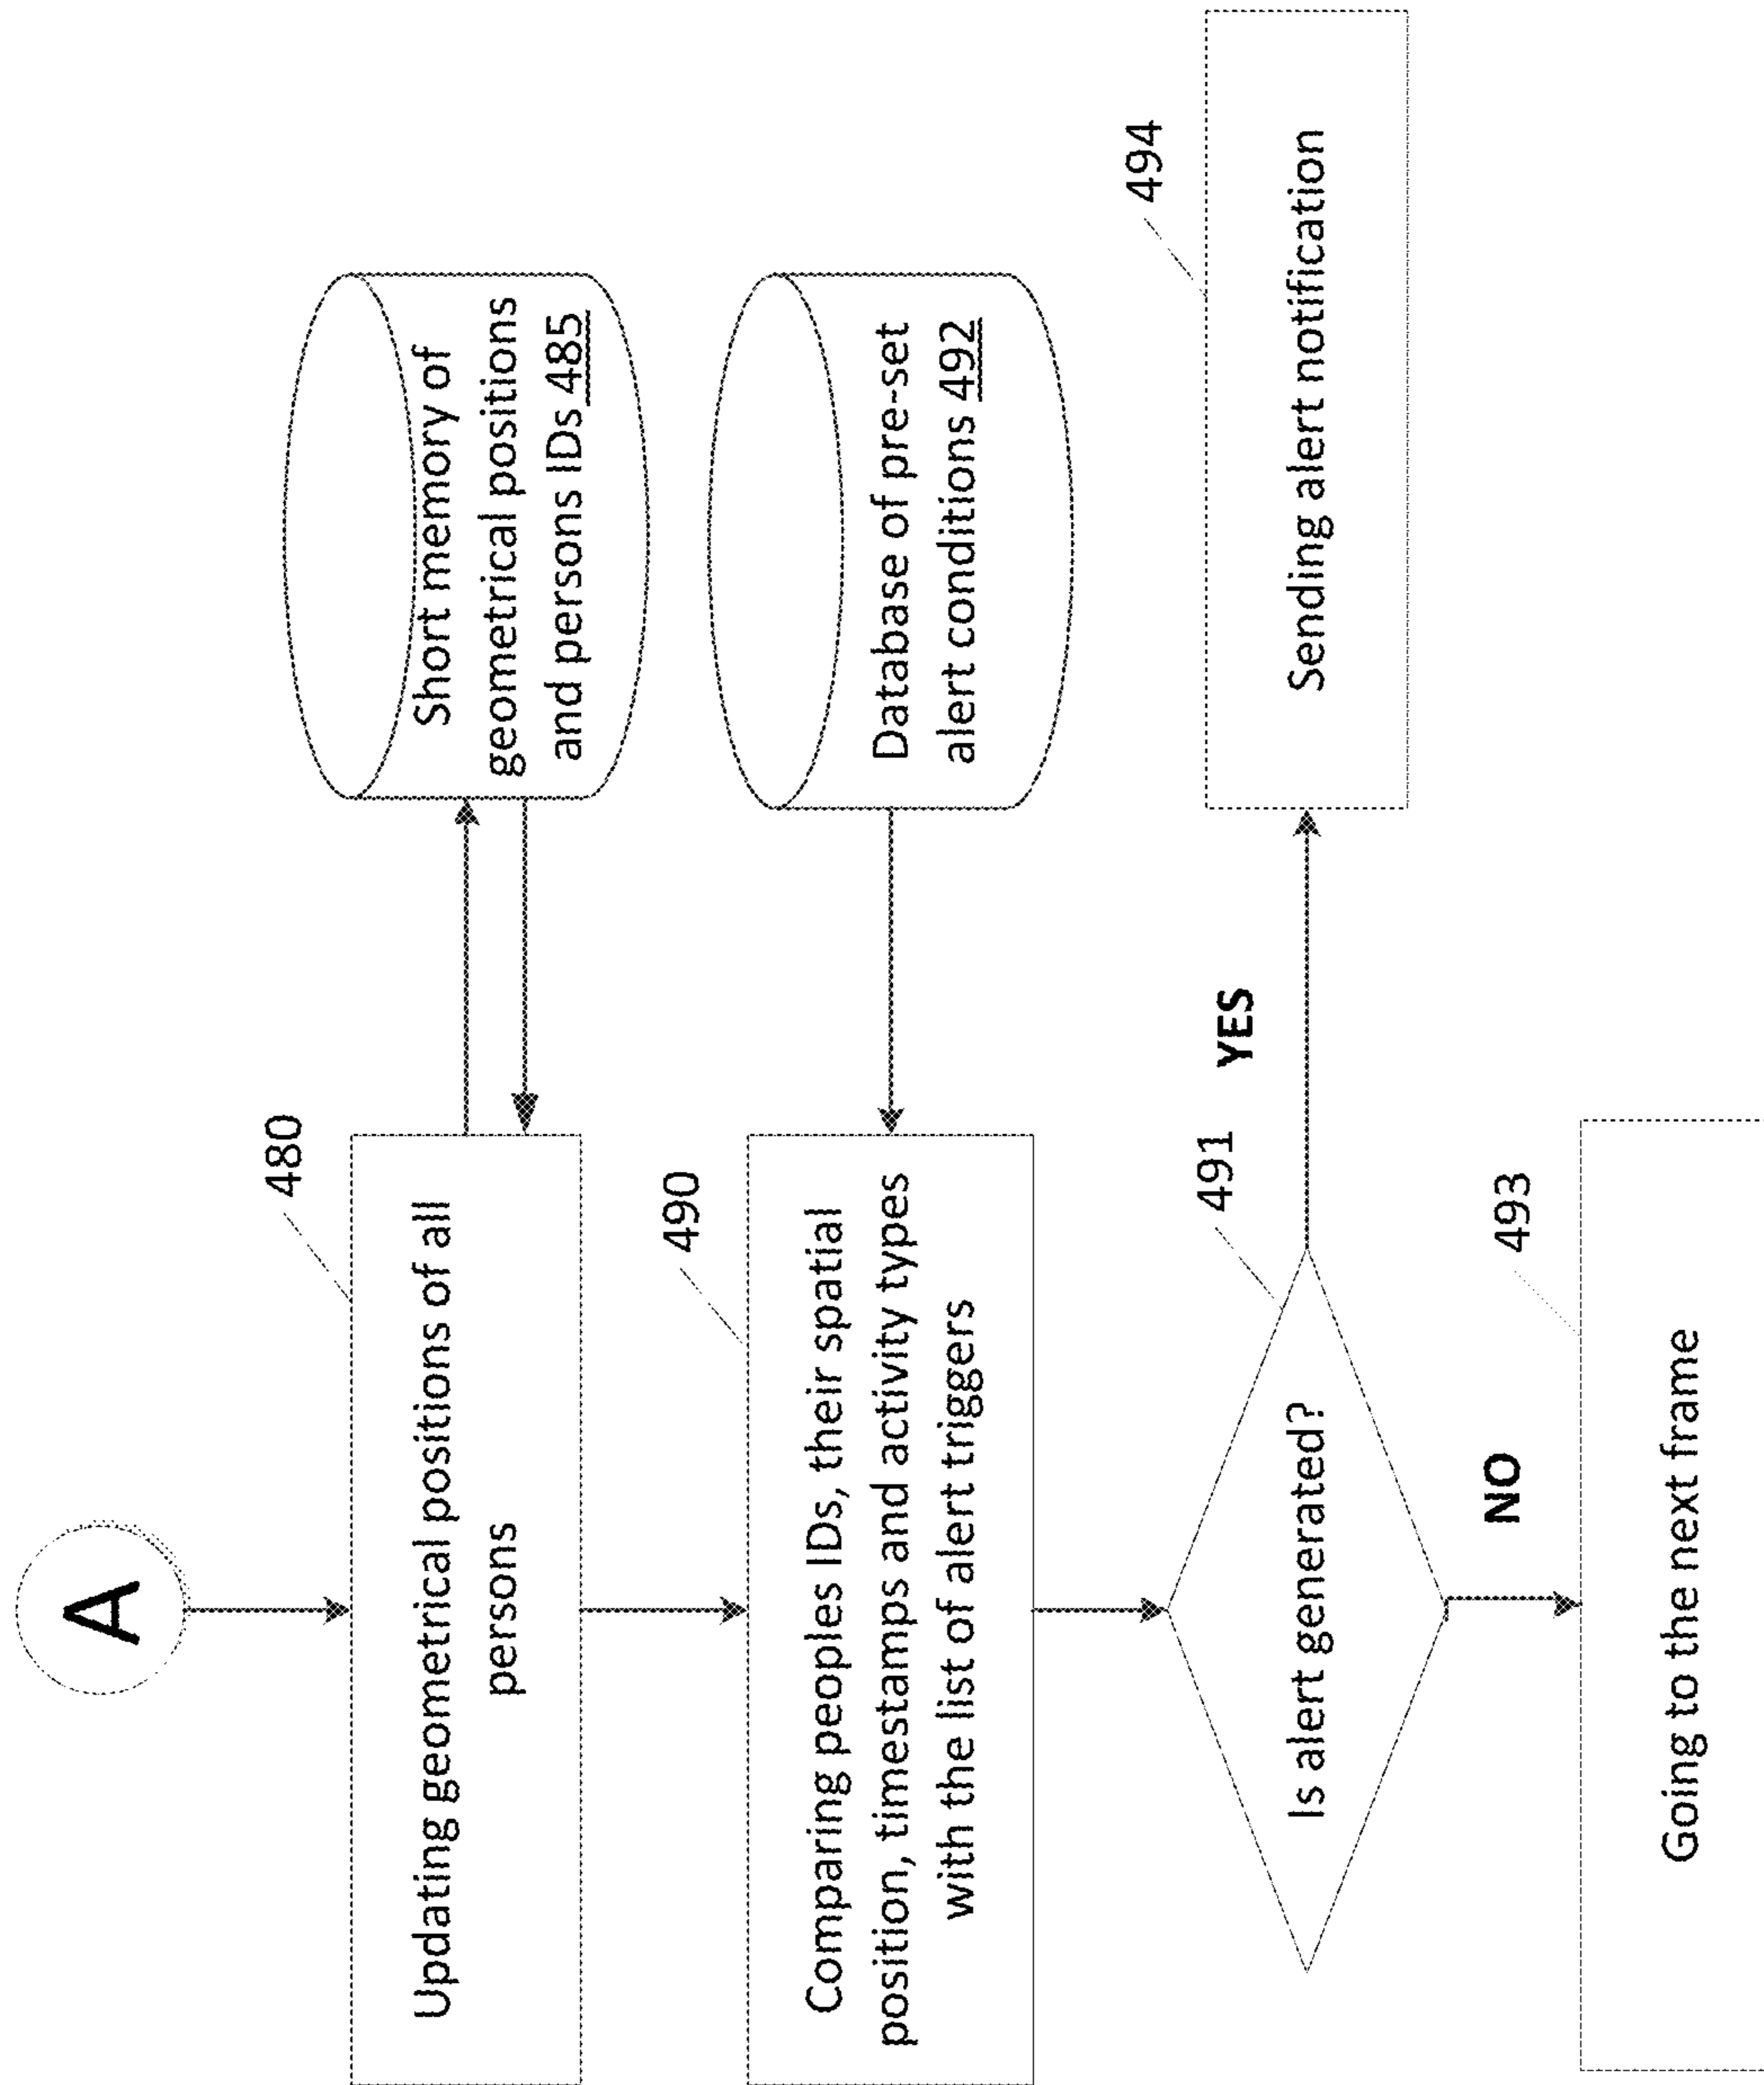 A
480
Updating geometrical positions of all
persons
Short memory of
geometrical positions
and persons IDs 485
490
Comparing peoples IDs, their spatial
position, timestamps and activity types
with the list of alert triggers
Database of pre-set
alert conditions 492
491
Is alert generated?
YES
494
Sending alert notification
NO
493
Going to the next frame